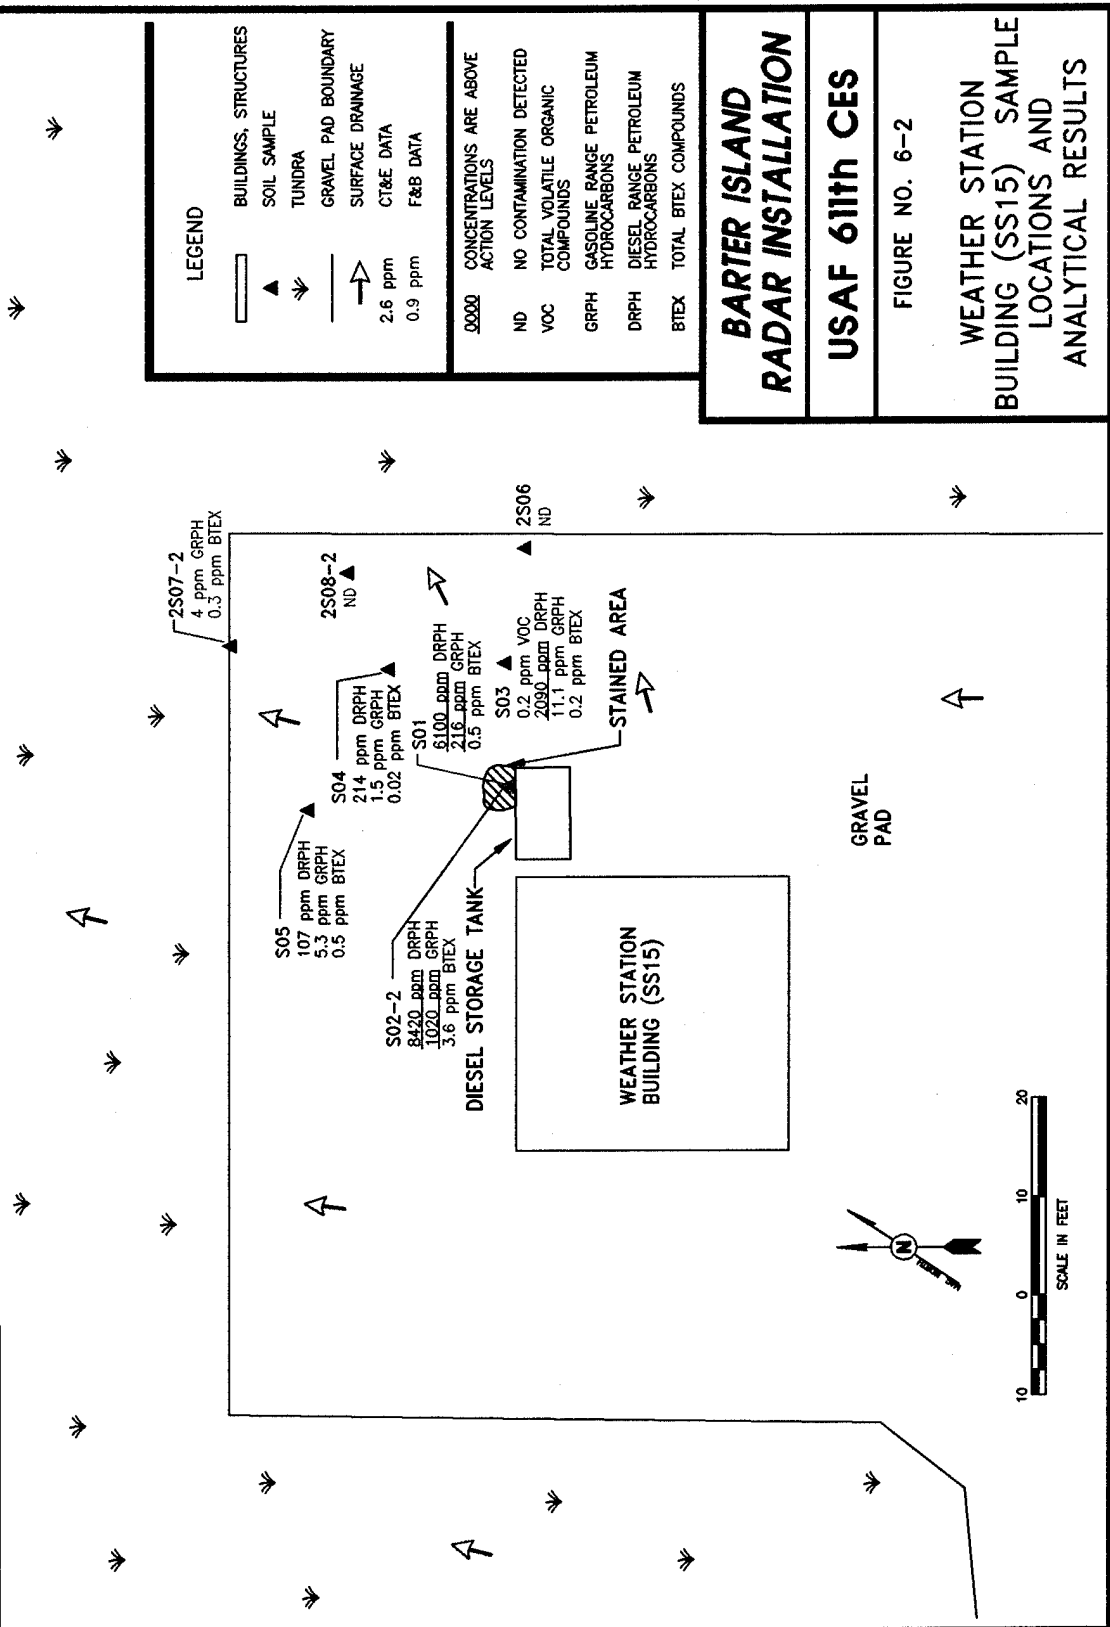 2S07-2
4 ppm GRPH
0.3 ppm BTEX
2S08-2
ND
S05
107 ppm DRPH
5.3 ppm GRPH
0.5 ppm BTEX
S04
214 ppm DRPH
1.5 ppm GRPH
0.02 ppm BTEX
S01
6100 ppm DRPH
216 ppm GRPH
0.5 ppm BTEX
S02-2
8420 ppm DRPH
1020 ppm GRPH
3.6 ppm BTEX
S03
0.2 ppm VOC
2090 ppm DRPH
11.1 ppm GRPH
0.2 ppm BTEX
2S06
ND
DIESEL STORAGE TANK
STAINED AREA
WEATHER STATION
BUILDING (SS15)
GRAVEL
PAD
N
MAG. NORTH
10 0 10 20
SCALE IN FEET
LEGEND
BUILDINGS, STRUCTURES
SOIL SAMPLE
TUNDRA
GRAVEL PAD BOUNDARY
SURFACE DRAINAGE
2.6 ppm CT&E DATA
0.9 ppm F&B DATA
0000 CONCENTRATIONS ARE ABOVE
ACTION LEVELS
ND NO CONTAMINATION DETECTED
VOC TOTAL VOLATILE ORGANIC
COMPOUNDS
GRPH GASOLINE RANGE PETROLEUM
HYDROCARBONS
DRPH DIESEL RANGE PETROLEUM
HYDROCARBONS
BTEX TOTAL BTEX COMPOUNDS
BARTER ISLAND
RADAR INSTALLATION
USAF 611th CES
FIGURE NO. 6-2
WEATHER STATION
BUILDING (SS15) SAMPLE
LOCATIONS AND
ANALYTICAL RESULTS